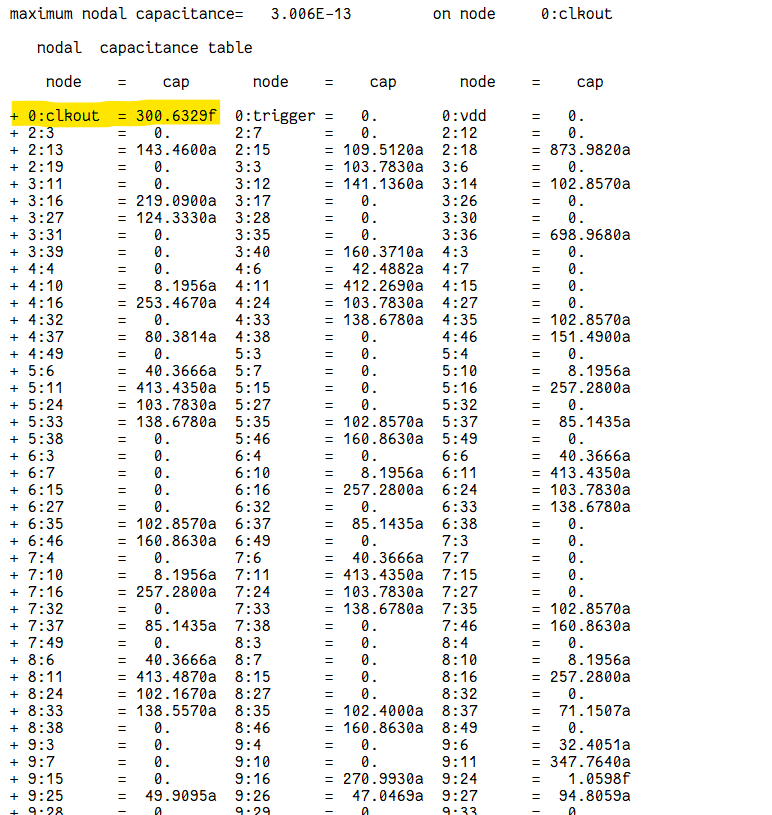 maximum nodal capacitance=   3.006E-13         on node     0:clkout
nodal  capacitance table
node    =    cap       node    =    cap       node    =    cap
+ 0:clkout  = 300.6329f  0:trigger =   0.       0:vdd     =   0.
+ 2:3       =   0.       2:7       =   0.       2:12      =   0.
+ 2:13      = 143.4600a  2:15      = 109.5120a  2:18      = 873.9820a
+ 2:19      =   0.       3:3       = 103.7830a  3:6       =   0.
+ 3:11      =   0.       3:12      = 141.1360a  3:14      = 102.8570a
+ 3:16      = 219.0900a  3:17      =   0.       3:26      =   0.
+ 3:27      = 124.3330a  3:28      =   0.       3:30      =   0.
+ 3:31      =   0.       3:35      =   0.       3:36      = 698.9680a
+ 3:39      =   0.       3:40      = 160.3710a  4:3       =   0.
+ 4:4       =   0.       4:6       =  42.4882a  4:7       =   0.
+ 4:10      =   8.1956a  4:11      = 412.2690a  4:15      =   0.
+ 4:16      = 253.4670a  4:24      = 103.7830a  4:27      =   0.
+ 4:32      =   0.       4:33      = 138.6780a  4:35      = 102.8570a
+ 4:37      =  80.3814a  4:38      =   0.       4:46      = 151.4900a
+ 4:49      =   0.       5:3       =   0.       5:4       =   0.
+ 5:6       =  40.3666a  5:7       =   0.       5:10      =   8.1956a
+ 5:11      = 413.4350a  5:15      =   0.       5:16      = 257.2800a
+ 5:24      = 103.7830a  5:27      =   0.       5:32      =   0.
+ 5:33      = 138.6780a  5:35      = 102.8570a  5:37      =  85.1435a
+ 5:38      =   0.       5:46      = 160.8630a  5:49      =   0.
+ 6:3       =   0.       6:4       =   0.       6:6       =  40.3666a
+ 6:7       =   0.       6:10      =   8.1956a  6:11      = 413.4350a
+ 6:15      =   0.       6:16      = 257.2800a  6:24      = 103.7830a
+ 6:27      =   0.       6:32      =   0.       6:33      = 138.6780a
+ 6:35      = 102.8570a  6:37      =  85.1435a  6:38      =   0.
+ 6:46      = 160.8630a  6:49      =   0.       7:3       =   0.
+ 7:4       =   0.       7:6       =  40.3666a  7:7       =   0.
+ 7:10      =   8.1956a  7:11      = 413.4350a  7:15      =   0.
+ 7:16      = 257.2800a  7:24      = 103.7830a  7:27      =   0.
+ 7:32      =   0.       7:33      = 138.6780a  7:35      = 102.8570a
+ 7:37      =  85.1435a  7:38      =   0.       7:46      = 160.8630a
+ 7:49      =   0.       8:3       =   0.       8:4       =   0.
+ 8:6       =  40.3666a  8:7       =   0.       8:10      =   8.1956a
+ 8:11      = 413.4870a  8:15      =   0.       8:16      = 257.2800a
+ 8:24      = 102.1670a  8:27      =   0.       8:32      =   0.
+ 8:33      = 138.5570a  8:35      = 102.4000a  8:37      =  71.1507a
+ 8:38      =   0.       8:46      = 160.8630a  8:49      =   0.
+ 9:3       =   0.       9:4       =   0.       9:6       =  32.4051a
+ 9:7       =   0.       9:10      =   0.       9:11      = 347.7640a
+ 9:15      =   0.       9:16      = 270.9930a  9:24      =   1.0598f
+ 9:25      =  49.9095a  9:26      =  47.0469a  9:27      =  94.8059a
+ 9:28      =   0.       9:29      =   0.       9:33      =   0.